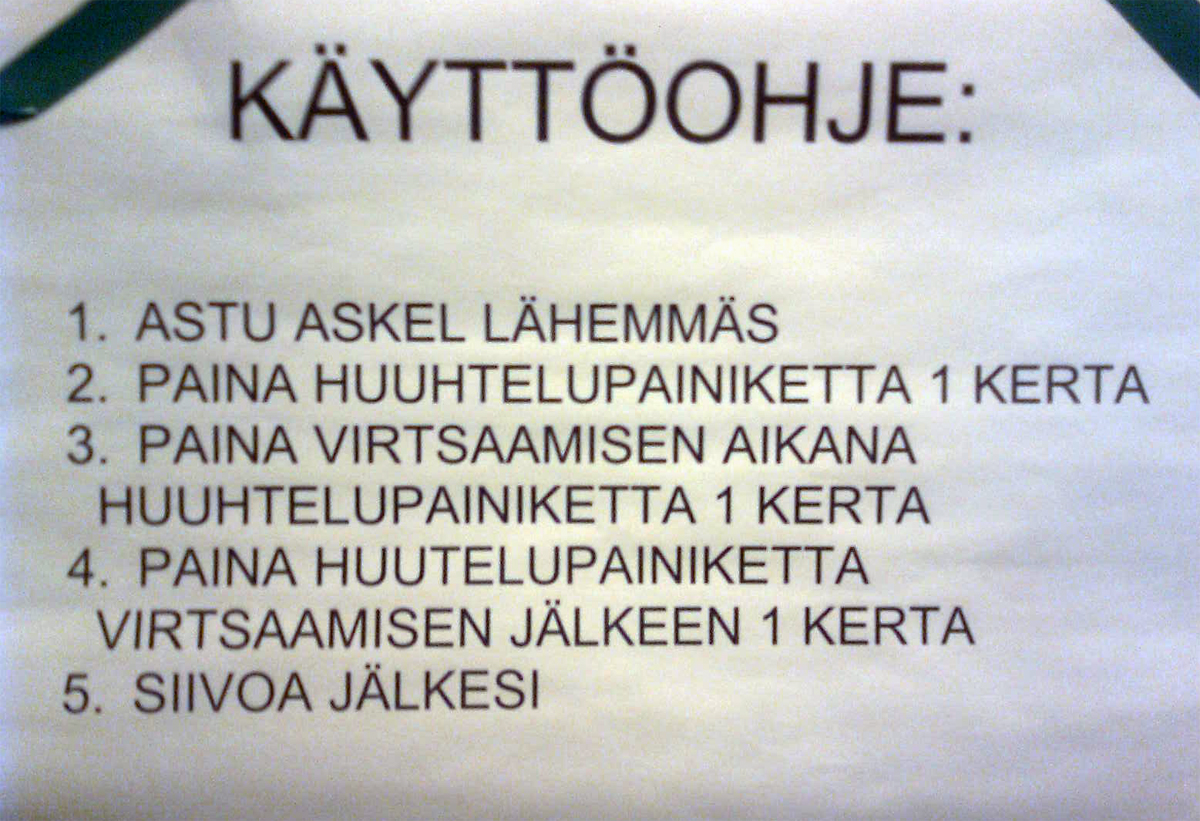 KÄYTTÖOHJE:
1. ASTU ASKEL LÄHEMMÄS
2. PAINA HUUHTELUPAINIKETTA 1 KERTA
3. PAINA VIRTSAAMISEN AIKANA
HUUHTELUPAINIKETTA 1 KERTA
4. PAINA HUUTELUPAINIKETTA
VIRTSAAMISEN JÄLKEEN 1 KERTA
5. SIIVOA JÄLKESI